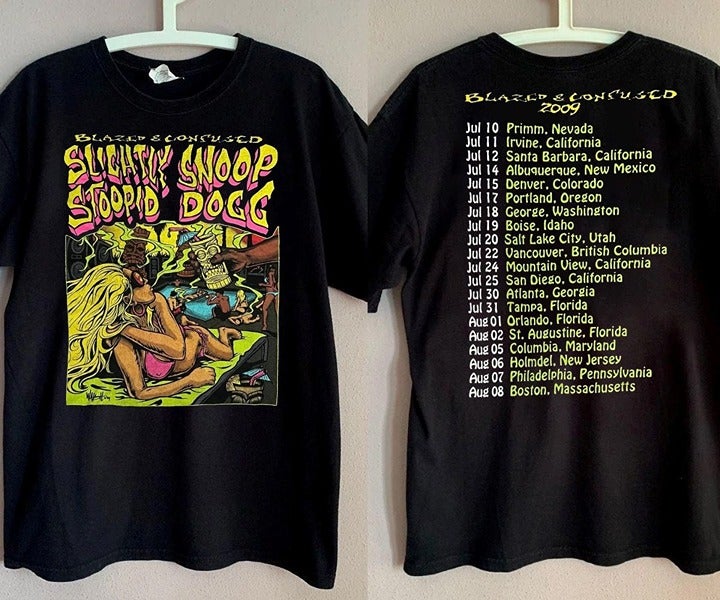 BLAZED & CONFUSED
SLIGHTLY SNOOP
STOOPID DOGG
BLAZED & CONFUSED
2009
Jul 10 Primm, Nevada
Jul 11 Irvine, California
Jul 12 Santa Barbara, California
Jul 14 Albuquerque, New Mexico
Jul 15 Denver, Colorado
Jul 17 Portland, Oregon
Jul 18 George, Washington
Jul 19 Boise, Idaho
Jul 20 Salt Lake City, Utah
Jul 22 Vancouver, British Columbia
Jul 24 Mountain View, California
Jul 25 San Diego, California
Jul 30 Atlanta, Georgia
Jul 31 Tampa, Florida
Aug 01 Orlando, Florida
Aug 02 St. Augustine, Florida
Aug 05 Columbia, Maryland
Aug 06 Holmdel, New Jersey
Aug 07 Philadelphia, Pennsylvania
Aug 08 Boston, Massachusetts